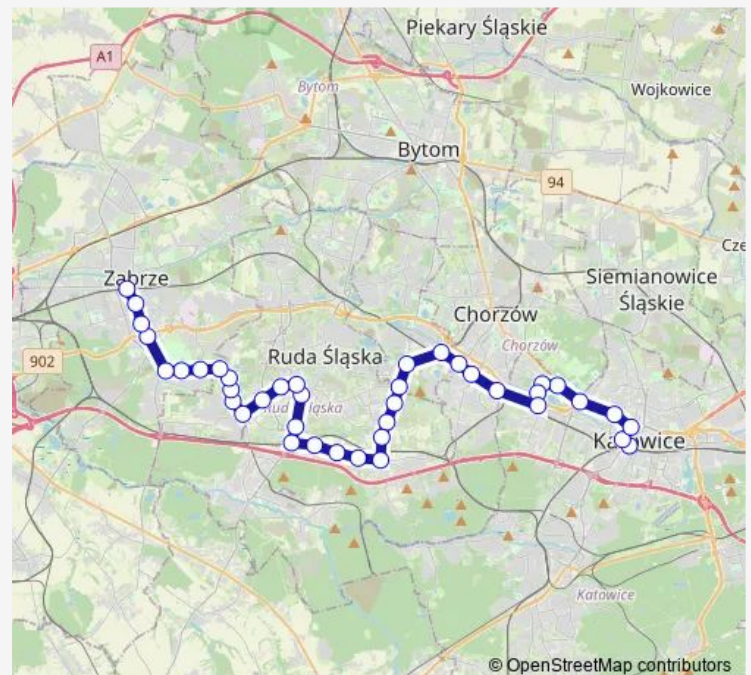 Piekary Śląskie
A1
Bytom
Wojkowice
Bytom
94
Cze
Zabrze
Siemianowice
Śląskie
Chorzów
Chorzów
902
Ruda Śląska
Śląska
Katowice
Katowice
© OpenStreetMap contributors